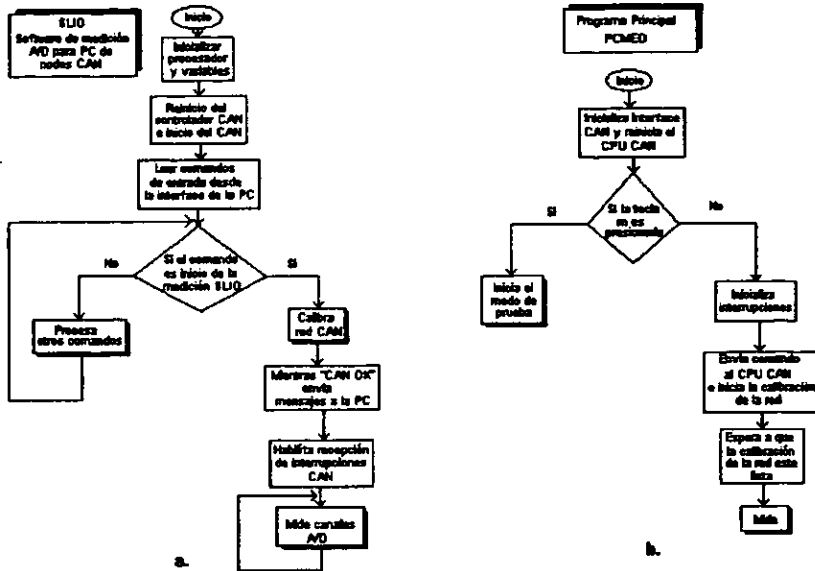 SLIO
Software de medición
A/D para PC de
nodos CAN
Inicio
Inicializar
procesador
y variables
Reinicio del
controlador CAN
e inicio del CAN
Leer comandos
de entrada desde
la interface de la PC
Si el comando
es inicio de la
medición SLIO
No
Si
Procesa
otros comandos
Calibra
red CAN
Mientras "CAN OK"
envia
mensajes a la PC
Habilita recepción
de interrupciones
CAN
Mide canales
A/D
a.
Programa Principal
PCMED
Inicio
Inicializa interface
CAN y reinicia el
CPU CAN
Si la tecla
m es
presionada
Si
No
Inicia el
modo de
prueba
Inicializa
interrupciones
Envia comando
al CPU CAN
e inicia la calibración
de la red
Espera a que
la calibración
de la red este
lista
Mide
b.